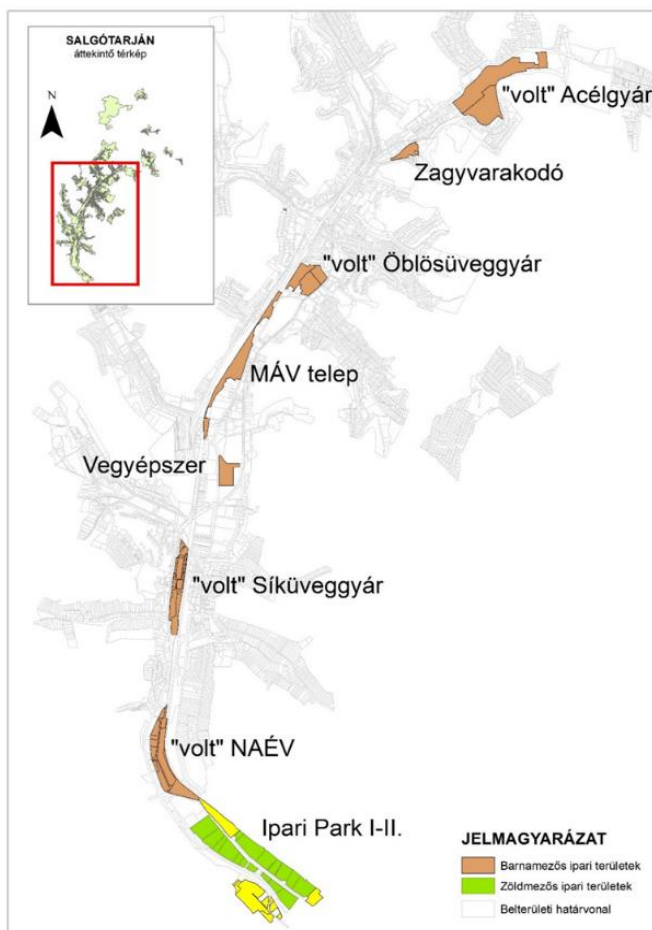 SALGÓTARJÁN
áttekintő térkép
N
"volt" Acélgyár
Zagyvarakodó
"volt" Öblösüveggyár
MÁV telep
Vegyépszer
"volt" Síküveggyár
"volt" NAÉV
Ipari Park I-II.
JELMAGYARÁZAT
Barnamezős ipari területek
Zöldmezős ipari területek
Belterületi határvonal